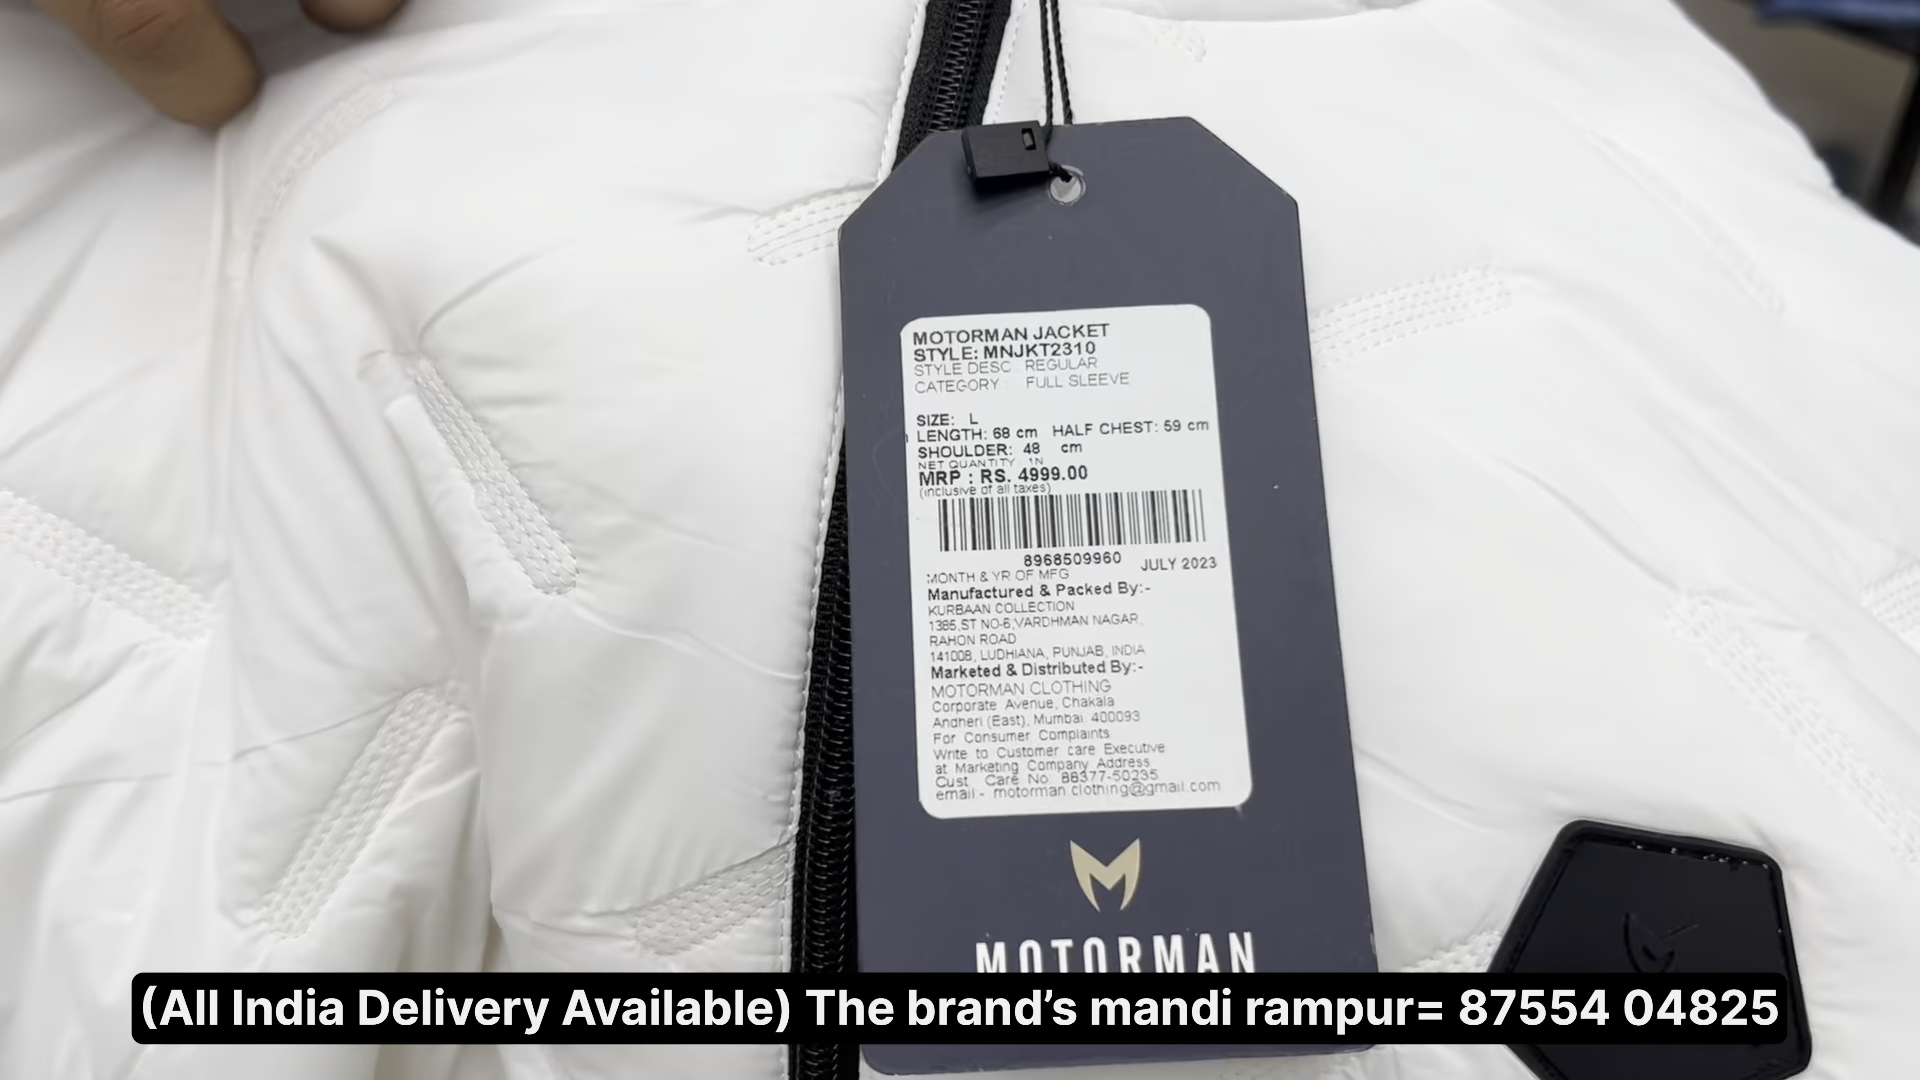 MOTORMAN JACKET
STYLE: MNJKT2310
STYLE DESC REGULAR
CATEGORY FULL SLEEVE
SIZE: L
LENGTH: 68 cm HALF CHEST: 59 cm
SHOULDER: 48 cm
NET QUANTITY 1N
MRP : RS. 4999.00
(inclusive of all taxes)
8968509960
MONTH & YR OF MFG JULY 2023
Manufactured & Packed By:-
KURBAAN COLLECTION
1385,ST NO-6,VARDHMAN NAGAR,
RAHON ROAD
141008, LUDHIANA, PUNJAB, INDIA
Marketed & Distributed By:-
MOTORMAN CLOTHING
Corporate Avenue, Chakala
Andheri (East), Mumbai 400093
For Consumer Complaints
Write to Customer care Executive
at Marketing Company Address
Cust Care No: 88377-50235
email:- motorman.clothing@gmail.com
MOTORMAN
(All India Delivery Available) The brand’s mandi rampur= 87554 04825